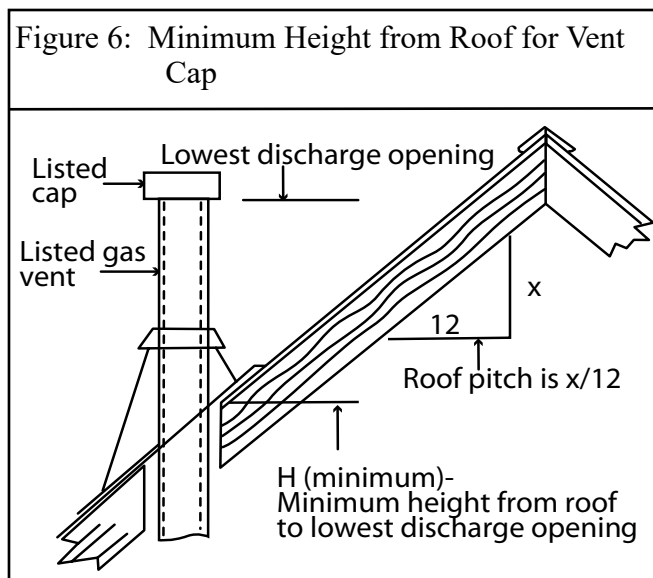 Figure 6: Minimum Height from Roof for Vent
Cap
Lowest discharge opening
Listed
cap
Listed gas
vent
x
12
Roof pitch is x/12
H (minimum)-
Minimum height from roof
to lowest discharge opening